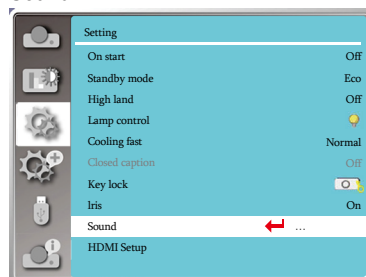 Setting
On start Off
Standby mode Eco
High land Off
Lamp control
Cooling fast Normal
Closed caption Off
Key lock
Iris On
Sound ...
HDMI Setup